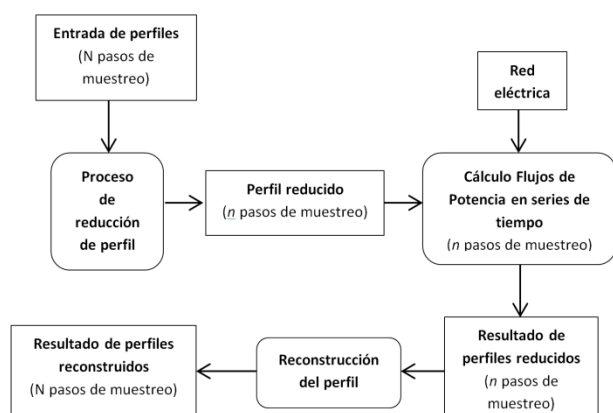 Entrada de perfiles
(N pasos de
muestreo)
Red
eléctrica
Proceso
de
reducción
de perfil
Perfil reducido
(n pasos de muestreo)
Cálculo Flujos de
Potencia en series de
tiempo
(n pasos de muestreo)
Resultado de perfiles
reconstruidos
(N pasos de muestreo)
Reconstrucción
del perfil
Resultado de
perfiles reducidos
(n pasos de
muestreo)